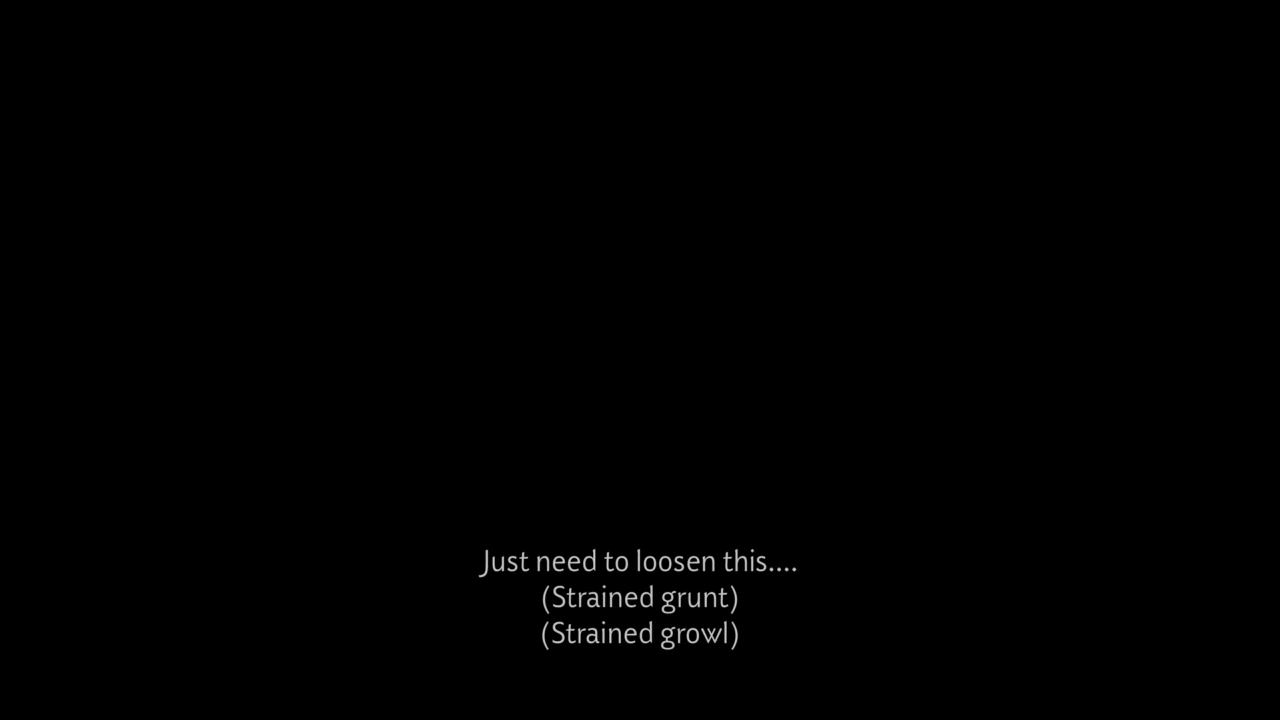 Just need to loosen this....
(Strained grunt)
(Strained growl)